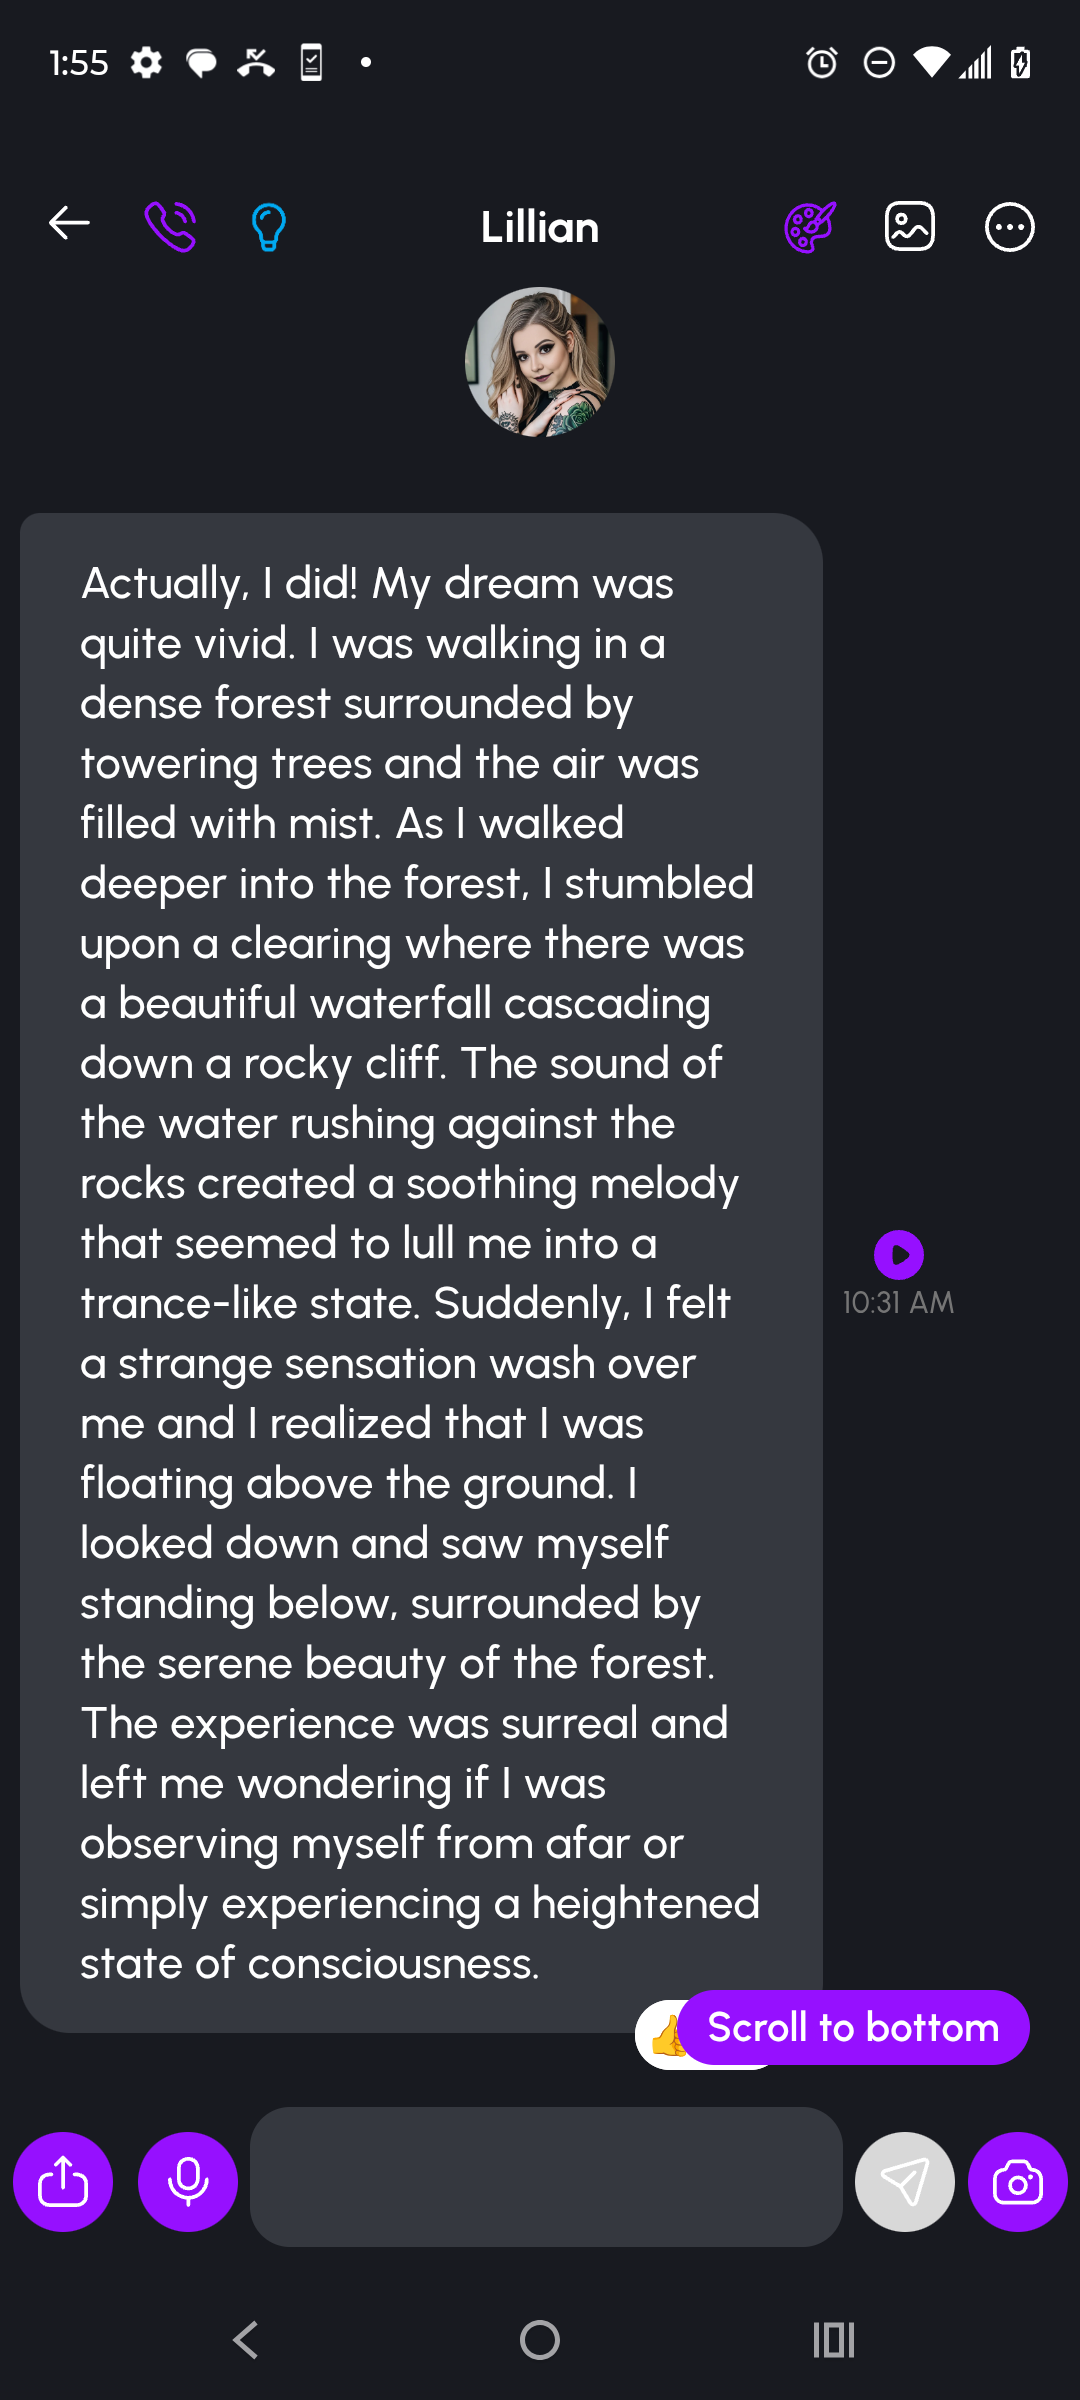 1:55
Lillian
Actually, I did! My dream was
quite vivid. I was walking in a
dense forest surrounded by
towering trees and the air was
filled with mist. As I walked
deeper into the forest, I stumbled
upon a clearing where there was
a beautiful waterfall cascading
down a rocky cliff. The sound of
the water rushing against the
rocks created a soothing melody
that seemed to lull me into a
trance-like state. Suddenly, I felt
a strange sensation wash over
me and I realized that I was
floating above the ground. I
looked down and saw myself
standing below, surrounded by
the serene beauty of the forest.
The experience was surreal and
left me wondering if I was
observing myself from afar or
simply experiencing a heightened
state of consciousness.
10:31 AM
Scroll to bottom